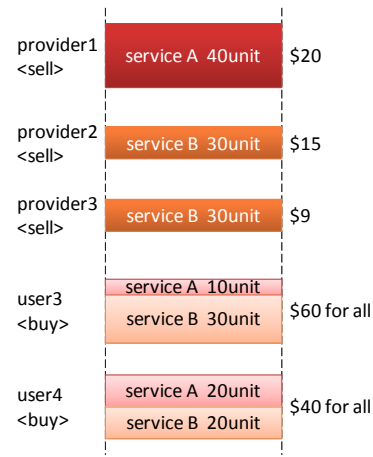 provider1
<sell>
service A 40unit
$20
provider2
<sell>
service B 30unit
$15
provider3
<sell>
service B 30unit
$9
user3
<buy>
service A 10unit
service B 30unit
$60 for all
user4
<buy>
service A 20unit
service B 20unit
$40 for all